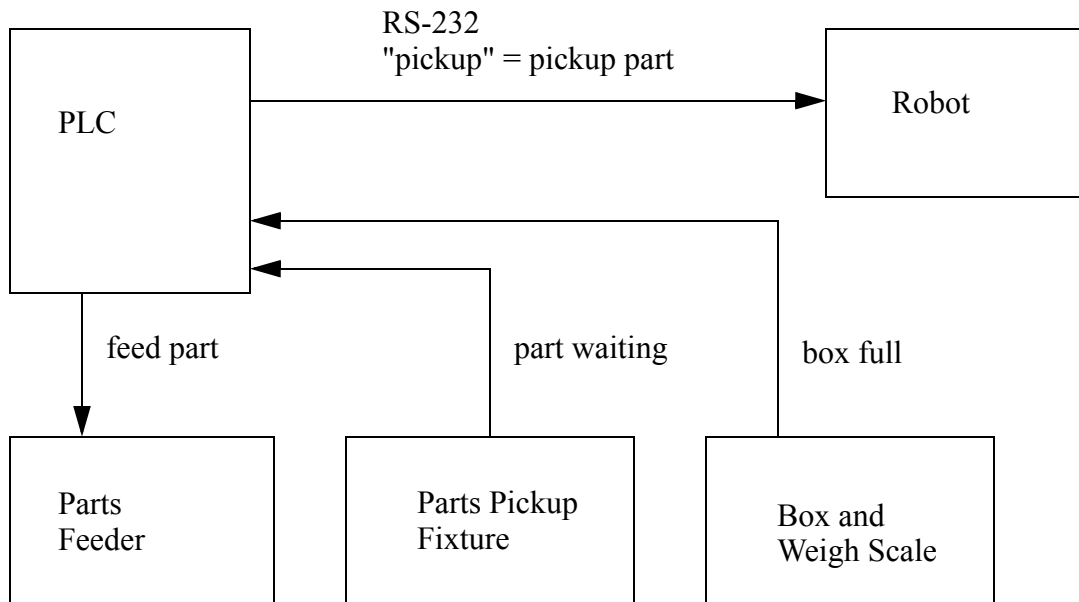 RS-232
"pickup" = pickup part
PLC
Robot
feed part
part waiting
box full
Parts
Feeder
Parts Pickup
Fixture
Box and
Weigh Scale